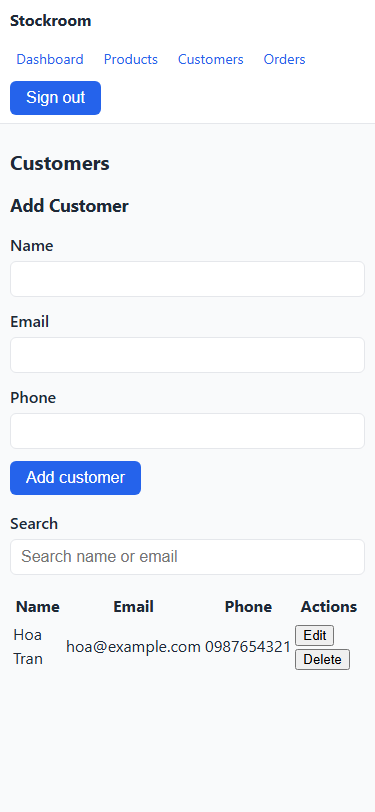 Stockroom
Dashboard Products Customers Orders
Sign out
Customers
Add Customer
Name
Email
Phone
Add customer
Search
Search name or email
Name Email Phone Actions
Hoa Tran hoa@example.com 0987654321 Edit
Delete